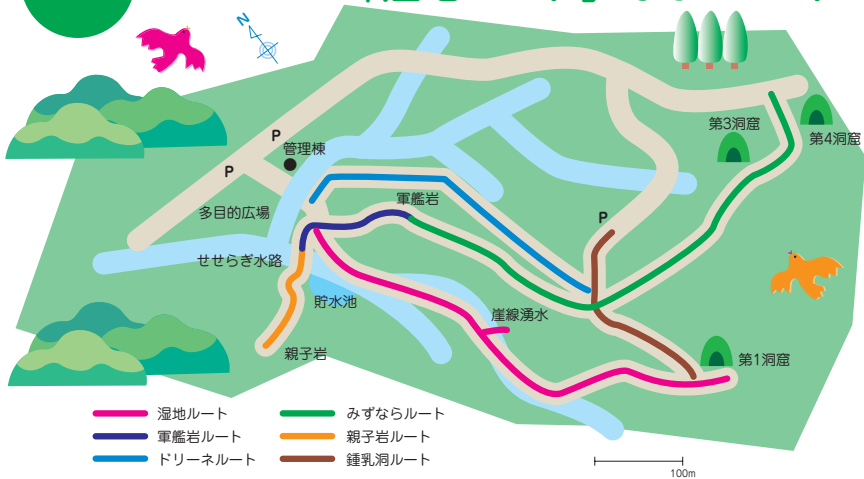 N
P
管理棟
P
多目的広場
せせらぎ水路
軍艦岩
貯水池
親子岩
崖線湧水
P
第3洞窟
第4洞窟
第1洞窟
湿地ルート
軍艦岩ルート
ドリーネルート
みずならルート
親子岩ルート
鍾乳洞ルート
100m